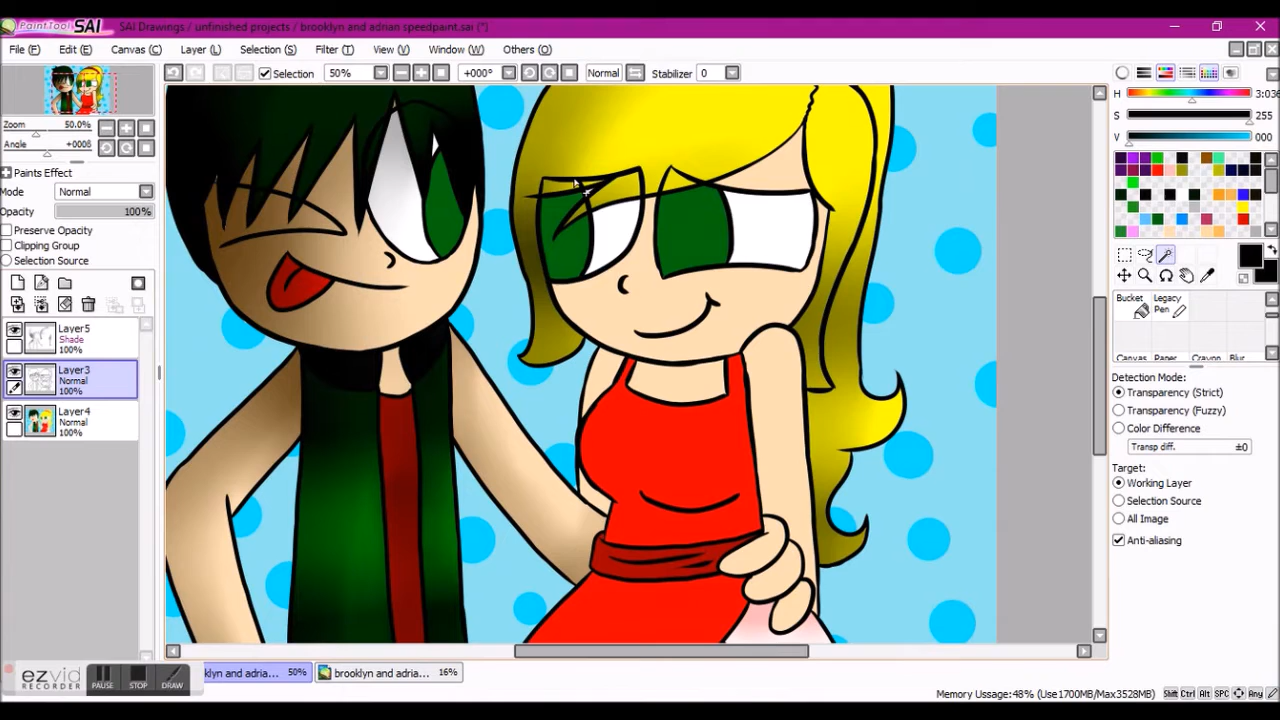 PaintTool SAI SAI Drawings / unfinished projects / brooklyn and adrian speedpaint.sai (*)
File (F) Edit (E) Canvas (C) Layer (L) Selection (S) Filter (T) View (V) Window (W) Others (O)
Selection 50% +000° Normal Stabilizer 0
Zoom 50.0%
Angle
Paints Effect
Mode Normal
Opacity 100%
Preserve Opacity
Clipping Group
Selection Source
Layer5
Shade
100%
Layer3
Normal
100%
Layer4
Normal
100%
H
S 255
V 000
Bucket Legacy
Pen
Canvas Paper Crayon Blur
Detection Mode:
Transparency (Strict)
Transparency (Fuzzy)
Color Difference
Transp diff. ±0
Target:
Working Layer
Selection Source
All Image
Anti-aliasing
ezvid
RECORDER
PAUSE STOP DRAW
klyn and adria... 50% brooklyn and adria... 16%
Memory Ussage:48% (Use1700MB/Max3528MB) Shift Ctrl Alt SPC Any